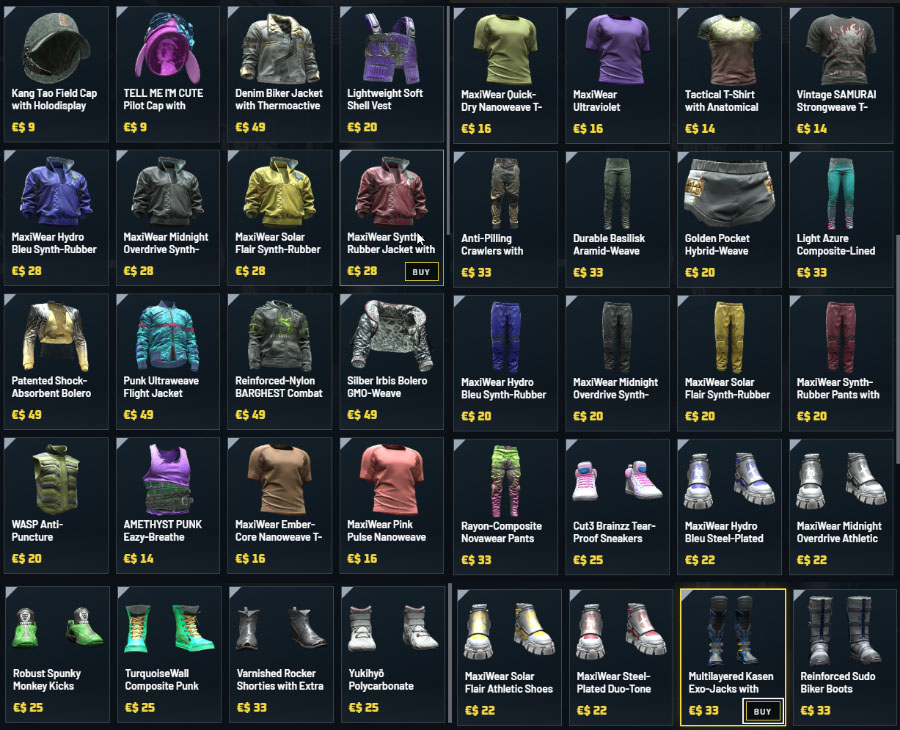 Kang Tao Field Cap
with Holodisplay
€$ 9
TELL ME I'M CUTE
Pilot Cap with
€$ 9
Denim Biker Jacket
with Thermoactive
€$ 49
Lightweight Soft
Shell Vest
€$ 20
MaxiWear Quick-
Dry Nanoweave T-
€$ 16
MaxiWear
Ultraviolet
€$ 16
Tactical T-Shirt
with Anatomical
€$ 14
Vintage SAMURAI
Strongweave T-
€$ 14
MaxiWear Hydro
Bleu Synth-Rubber
€$ 28
MaxiWear Midnight
Overdrive Synth-
€$ 28
MaxiWear Solar
Flair Synth-Rubber
€$ 28
MaxiWear Synth-
Rubber Jacket with
€$ 28
BUY
Anti-Pilling
Crawlers with
€$ 33
Durable Basilisk
Aramid-Weave
€$ 33
Golden Pocket
Hybrid-Weave
€$ 20
Light Azure
Composite-Lined
€$ 33
Patented Shock-
Absorbent Bolero
€$ 49
Punk Ultraweave
Flight Jacket
€$ 49
Reinforced-Nylon
BARGHEST Combat
€$ 49
Silber Irbis Bolero
GMO-Weave
€$ 49
MaxiWear Hydro
Bleu Synth-Rubber
€$ 20
MaxiWear Midnight
Overdrive Synth-
€$ 20
MaxiWear Solar
Flair Synth-Rubber
€$ 20
MaxiWear Synth-
Rubber Pants with
€$ 20
WASP Anti-
Puncture
€$ 20
AMETHYST PUNK
Eazy-Breathe
€$ 14
MaxiWear Ember-
Core Nanoweave T-
€$ 16
MaxiWear Pink
Pulse Nanoweave
€$ 16
Rayon-Composite
Novawear Pants
€$ 33
Cut3 Brainzz Tear-
Proof Sneakers
€$ 25
MaxiWear Hydro
Bleu Steel-Plated
€$ 22
MaxiWear Midnight
Overdrive Athletic
€$ 22
Robust Spunky
Monkey Kicks
€$ 25
TurquoiseWall
Composite Punk
€$ 25
Varnished Rocker
Shorties with Extra
€$ 33
Yukihyō
Polycarbonate
€$ 25
MaxiWear Solar
Flair Athletic Shoes
€$ 22
MaxiWear Steel-
Plated Duo-Tone
€$ 22
Multilayered Kasen
Exo-Jacks with
€$ 33
BUY
Reinforced Sudo
Biker Boots
€$ 33